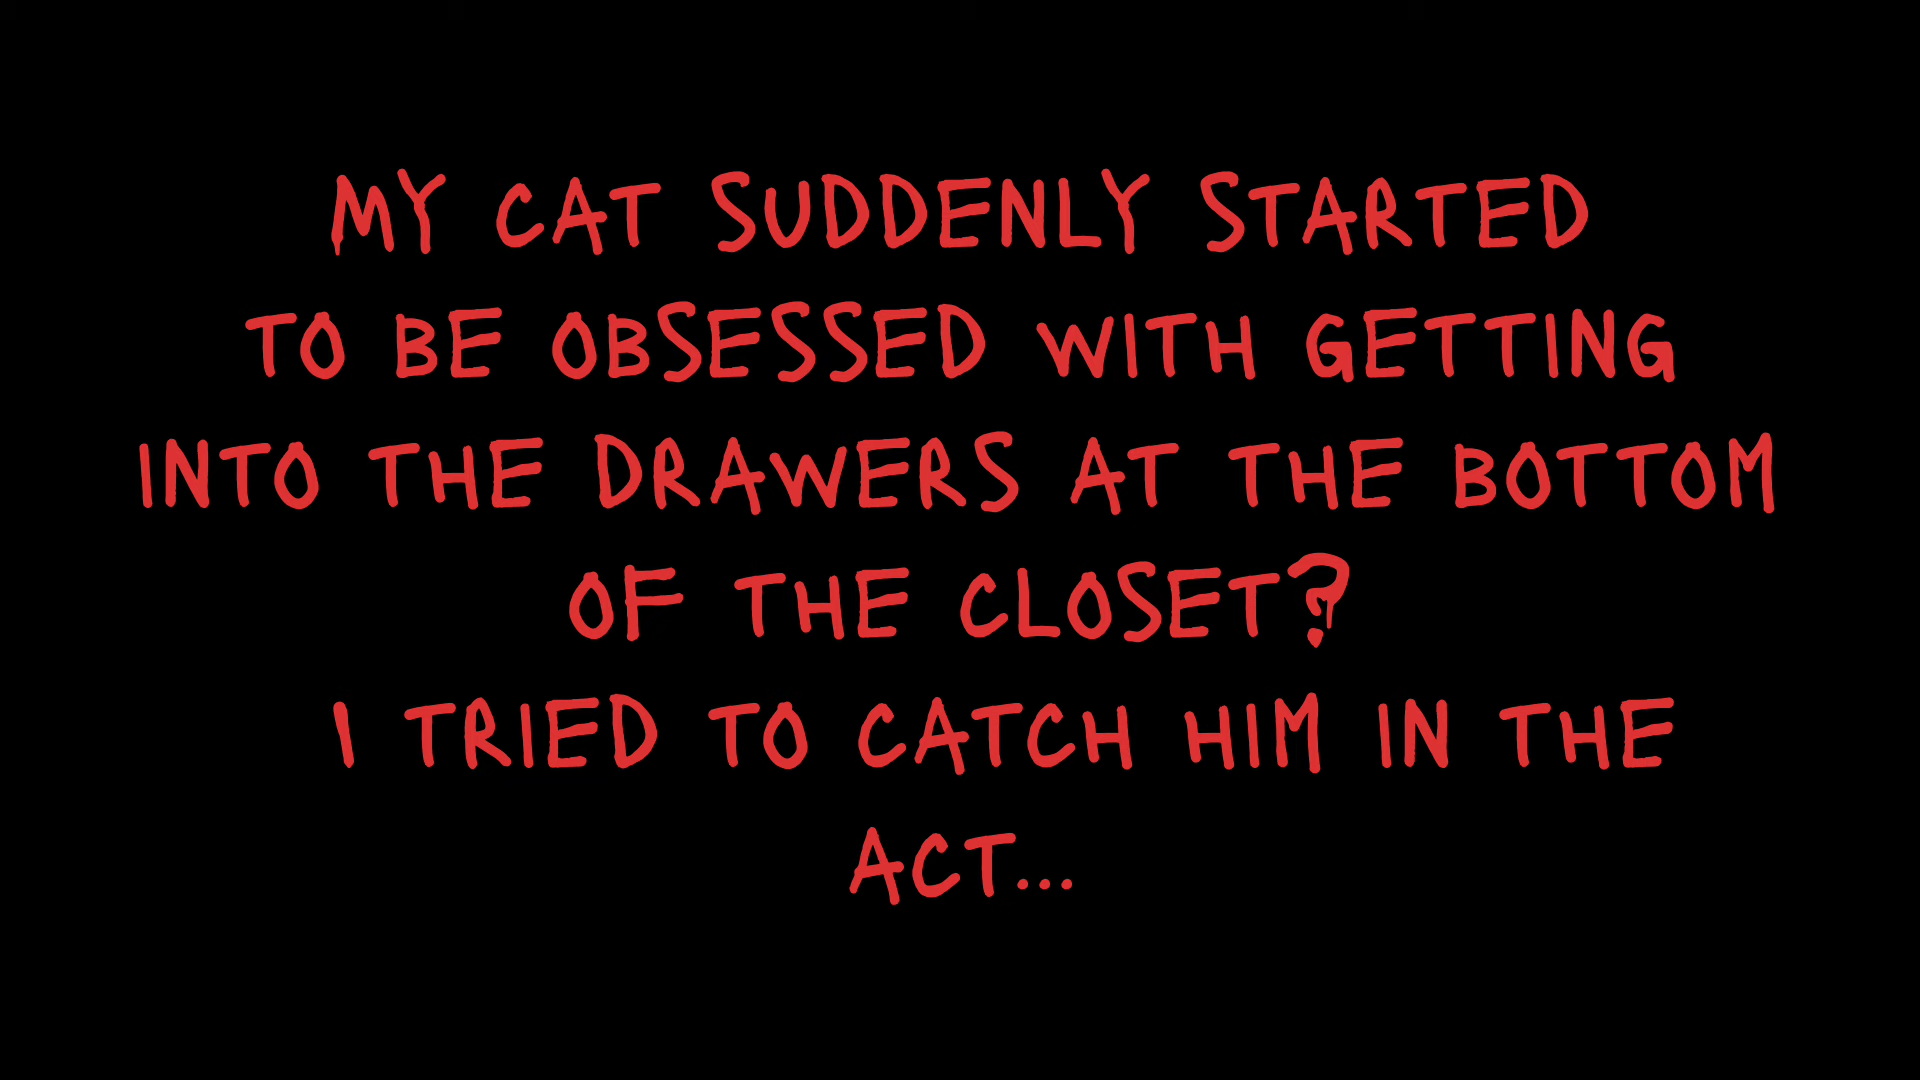 MY CAT SUDDENLY STARTED
TO BE OBSESSED WITH GETTING
INTO THE DRAWERS AT THE BOTTOM
OF THE CLOSET?
I TRIED TO CATCH HIM IN THE
ACT...